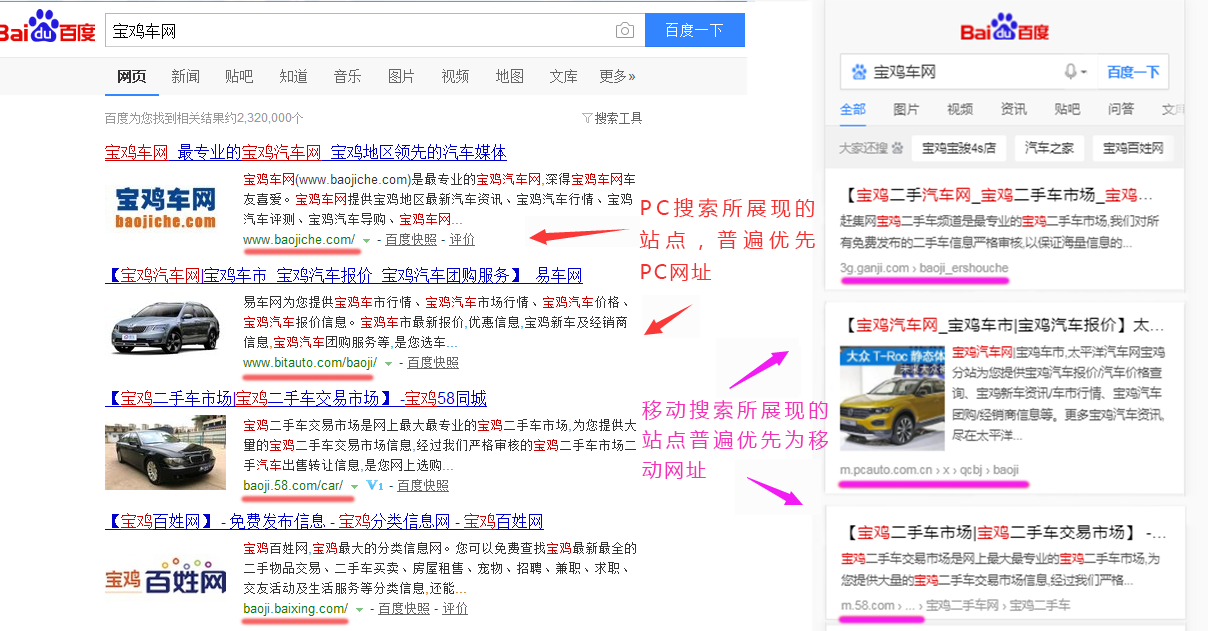 Bai du 百度
宝鸡车网
百度一下
网页 新闻 贴吧 知道 音乐 图片 视频 地图 文库 更多»
百度为您找到相关结果约2,320,000个
搜索工具
宝鸡车网_最专业的宝鸡汽车网_宝鸡地区领先的汽车媒体
宝鸡车网
baojiche.com
宝鸡车网(www.baojiche.com)是最专业的宝鸡汽车网,深得宝鸡车网车
友喜爱。宝鸡车网提供宝鸡地区最新汽车资讯、宝鸡汽车行情、宝鸡
汽车评测、宝鸡汽车导购、宝鸡车网...
www.baojiche.com/ - 百度快照 - 评价
【宝鸡汽车网|宝鸡车市_宝鸡汽车报价_宝鸡汽车团购服务】_易车网
易车网为您提供宝鸡车市行情、宝鸡汽车市场行情、宝鸡汽车价格、
宝鸡汽车报价信息。宝鸡车市最新报价,优惠信息,宝鸡新车及经销商
信息,宝鸡汽车团购服务等,是您选车...
www.bitauto.com/baoji/ - 百度快照
【宝鸡二手车市场|宝鸡二手车交易市场】-宝鸡58同城
宝鸡二手车交易市场是网上最大最专业的二手车市场,为您提供大
量的宝鸡二手车交易市场信息,经过我们严格审核的宝鸡二手车市场二
手汽车出售转让信息,是您网上选购...
baoji.58.com/car/ V1 - 百度快照
【宝鸡百姓网】 - 免费发布信息 - 宝鸡分类信息网 - 宝鸡百姓网
宝鸡百姓网
宝鸡百姓网,宝鸡最大的分类信息网。您可以免费查找宝鸡最新最全的
二手物品交易、二手车买卖、房屋租售、宠物、招聘、兼职、求职、
交友活动及生活服务等分类信息,还能...
baoji.baixing.com/ - 百度快照 - 评价
PC搜索所展现的
站点，普遍优先
PC网址
移动搜索所展现的
站点普遍优先为移
动网址
Bai du 百度
宝鸡车网
百度一下
全部 图片 视频 资讯 贴吧 问答
大家还搜 宝鸡宝骏4s店 汽车之家 宝鸡百姓网
【宝鸡二手汽车网_宝鸡二手车市场_宝鸡...
赶集网宝鸡二手车频道是最专业的宝鸡二手车市场,我们对所
有免费发布的二手车信息严格审核,以保证海量信息的...
3g.ganji.com › baoji_ershouche
【宝鸡汽车网_宝鸡车市|宝鸡汽车报价】太...
大众 T-Roc 静态体
宝鸡汽车网|宝鸡车市,太平洋汽车网宝鸡
分站为您提供宝鸡汽车报价/汽车价格查
询、宝鸡新车资讯/车市行情、宝鸡汽车
团购/经销商信息等。更多宝鸡汽车资讯,
尽在太平洋...
m.pcauto.com.cn › x › qcbj › baoji
【宝鸡二手车市场|宝鸡二手车交易市场】 -...
宝鸡二手车交易市场是网上最大最专业的宝鸡二手车市场,为
您提供大量的宝鸡二手车交易市场信息,经过我们严格...
m.58.com › ... › 宝鸡二手车网 › 宝鸡二手车